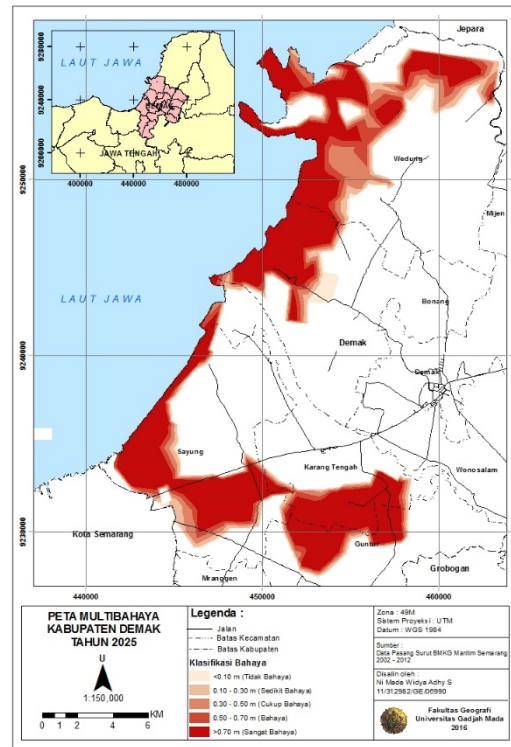 Jepara
9280000
LAUT JAWA
9240000
9200000
JAWA TENGAH
400000
440000
480000
Wedung
9250000
Mijen
LAUT JAWA
Bonang
Demak
9240000
Demak
Sayung
Karang Tengah
Wonosalam
9230000
Kota Semarang
Guntur
Mranggen
Grobogan
440000
450000
460000
PETA MULTIBAHAYA
KABUPATEN DEMAK
TAHUN 2025
U
1:150,000
0 1 2 4 6
KM
Legenda :
Jalan
Batas Kecamatan
Batas Kabupaten
Klasifikasi Bahaya
<0.10 m (Tidak Bahaya)
0.10 - 0.30 m (Sedikit Bahaya)
0.30 - 0.50 m (Cukup Bahaya)
0.50 - 0.70 m (Bahaya)
>0.70 m (Sangat Bahaya)
Zona : 49M
Sistem Proyeksi : UTM
Datum : WGS 1984
Sumber :
Data Pasang Surut BMKG Maritim Semarang
2002 - 2012
Disalin oleh :
Ni Made Widya Adhy S
11/312982/GE/06990
Fakultas Geografi
Universitas Gadjah Mada
2016